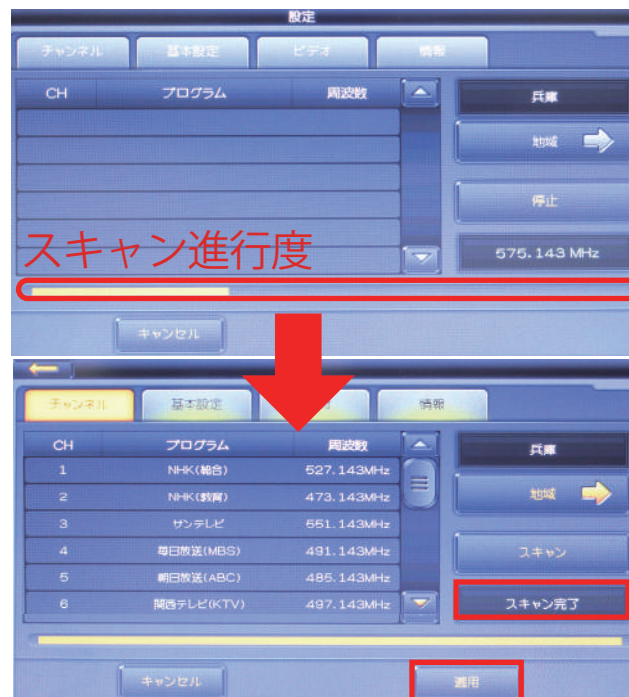 設定
チャンネル 基本設定 ビデオ 情報
CH プログラム 周波数
兵庫
地域
停止
スキャン進行度
575.143 MHz
キャンセル
チャンネル 基本設定 情報
CH プログラム 周波数
兵庫
1 NHK(総合) 527.143MHz
地域
2 NHK(教育) 473.143MHz
3 サンテレビ 551.143MHz
スキャン
4 毎日放送(MBS) 491.143MHz
5 朝日放送(ABC) 485.143MHz
スキャン完了
6 関西テレビ(KTV) 497.143MHz
キャンセル 適用